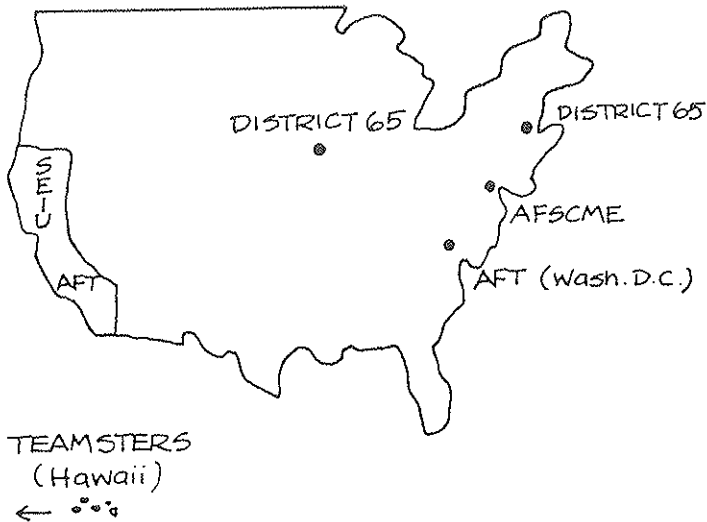 DISTRICT 65
DISTRICT 65
SEIU
AFSCME
AFT
AFT (Wash. D.C.)
TEAMSTERS
(Hawaii)